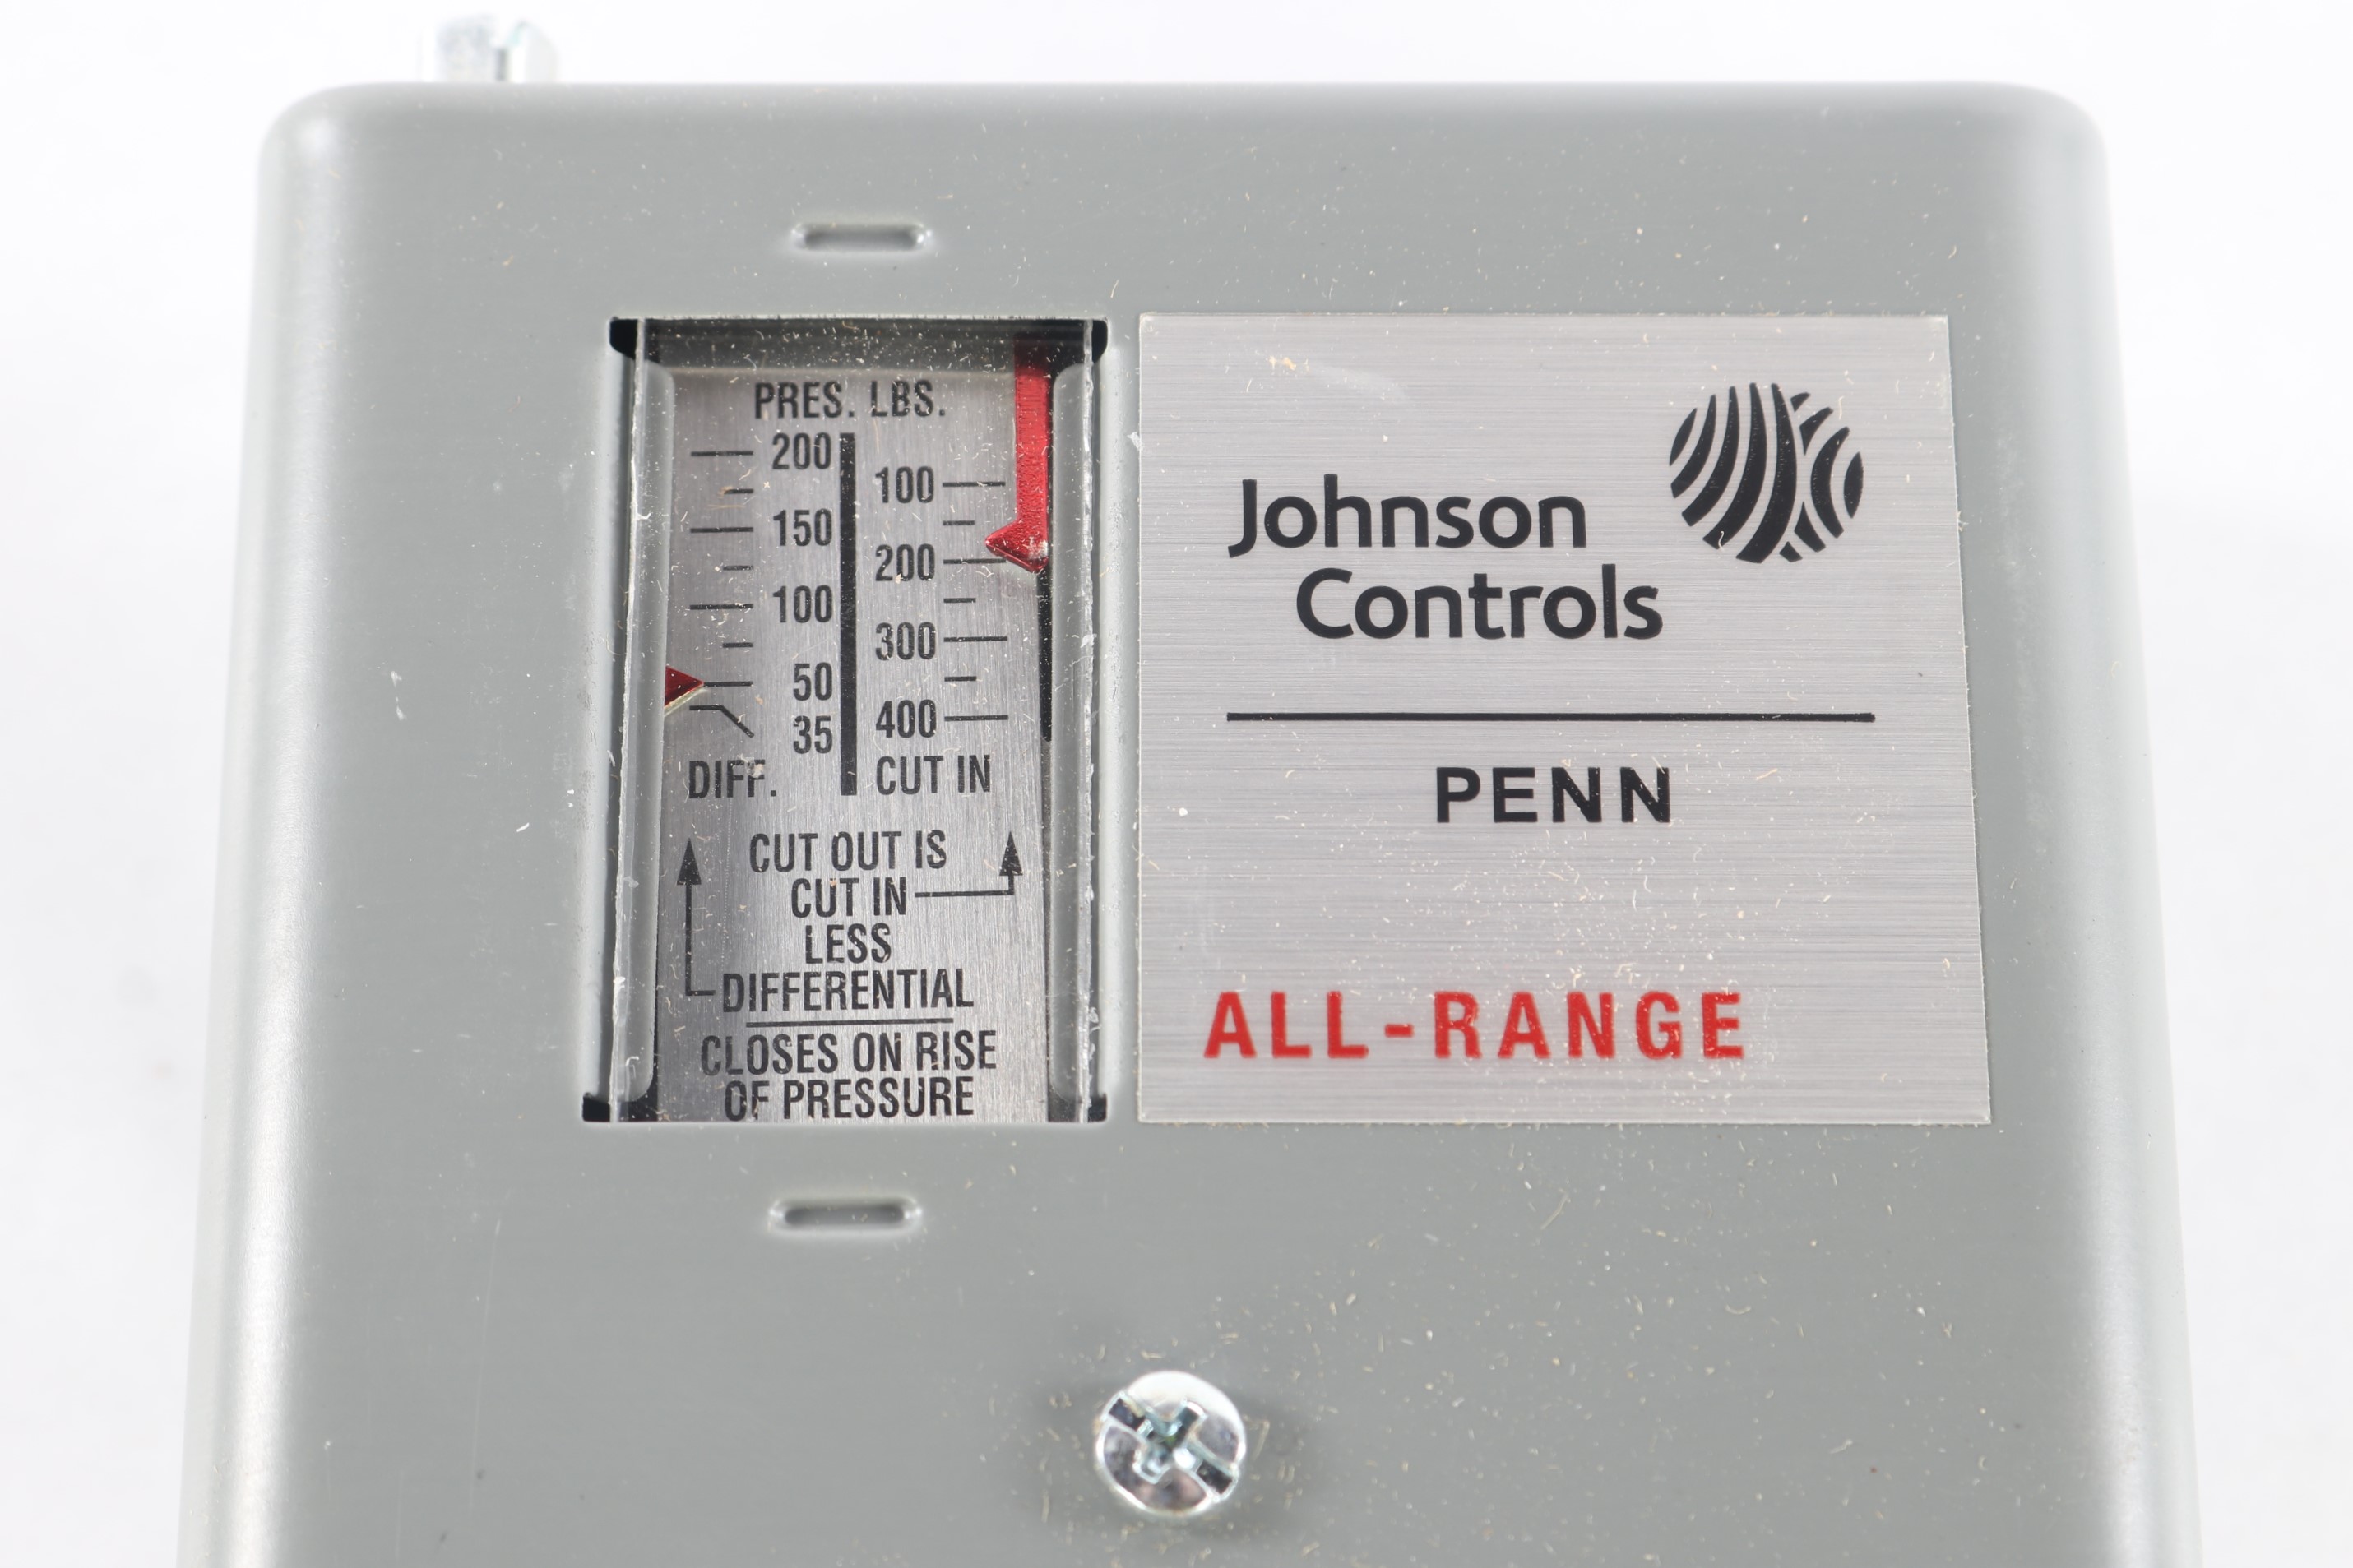 PRES. LBS.
200
150
100
50
35
DIFF.
100
200
300
400
CUT IN
CUT OUT IS
CUT IN
LESS
DIFFERENTIAL
CLOSES ON RISE
OF PRESSURE
Johnson
Controls
PENN
ALL-RANGE